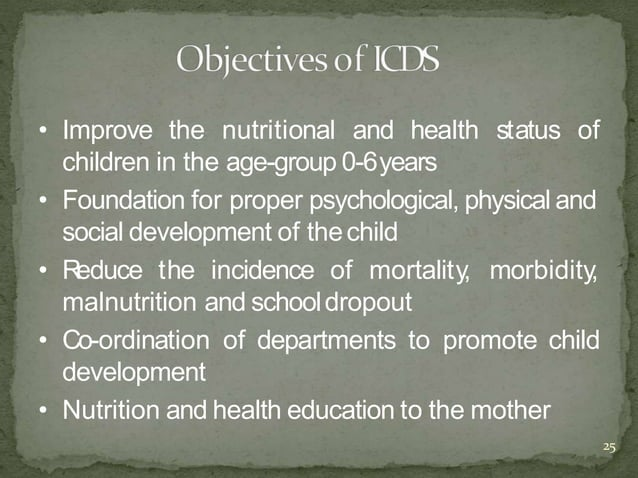 Objectives of ICDS
• Improve the nutritional and health status of
children in the age-group 0-6years
• Foundation for proper psychological, physical and
social development of the child
• Reduce the incidence of mortality, morbidity,
malnutrition and school dropout
• Co-ordination of departments to promote child
development
• Nutrition and health education to the mother
25